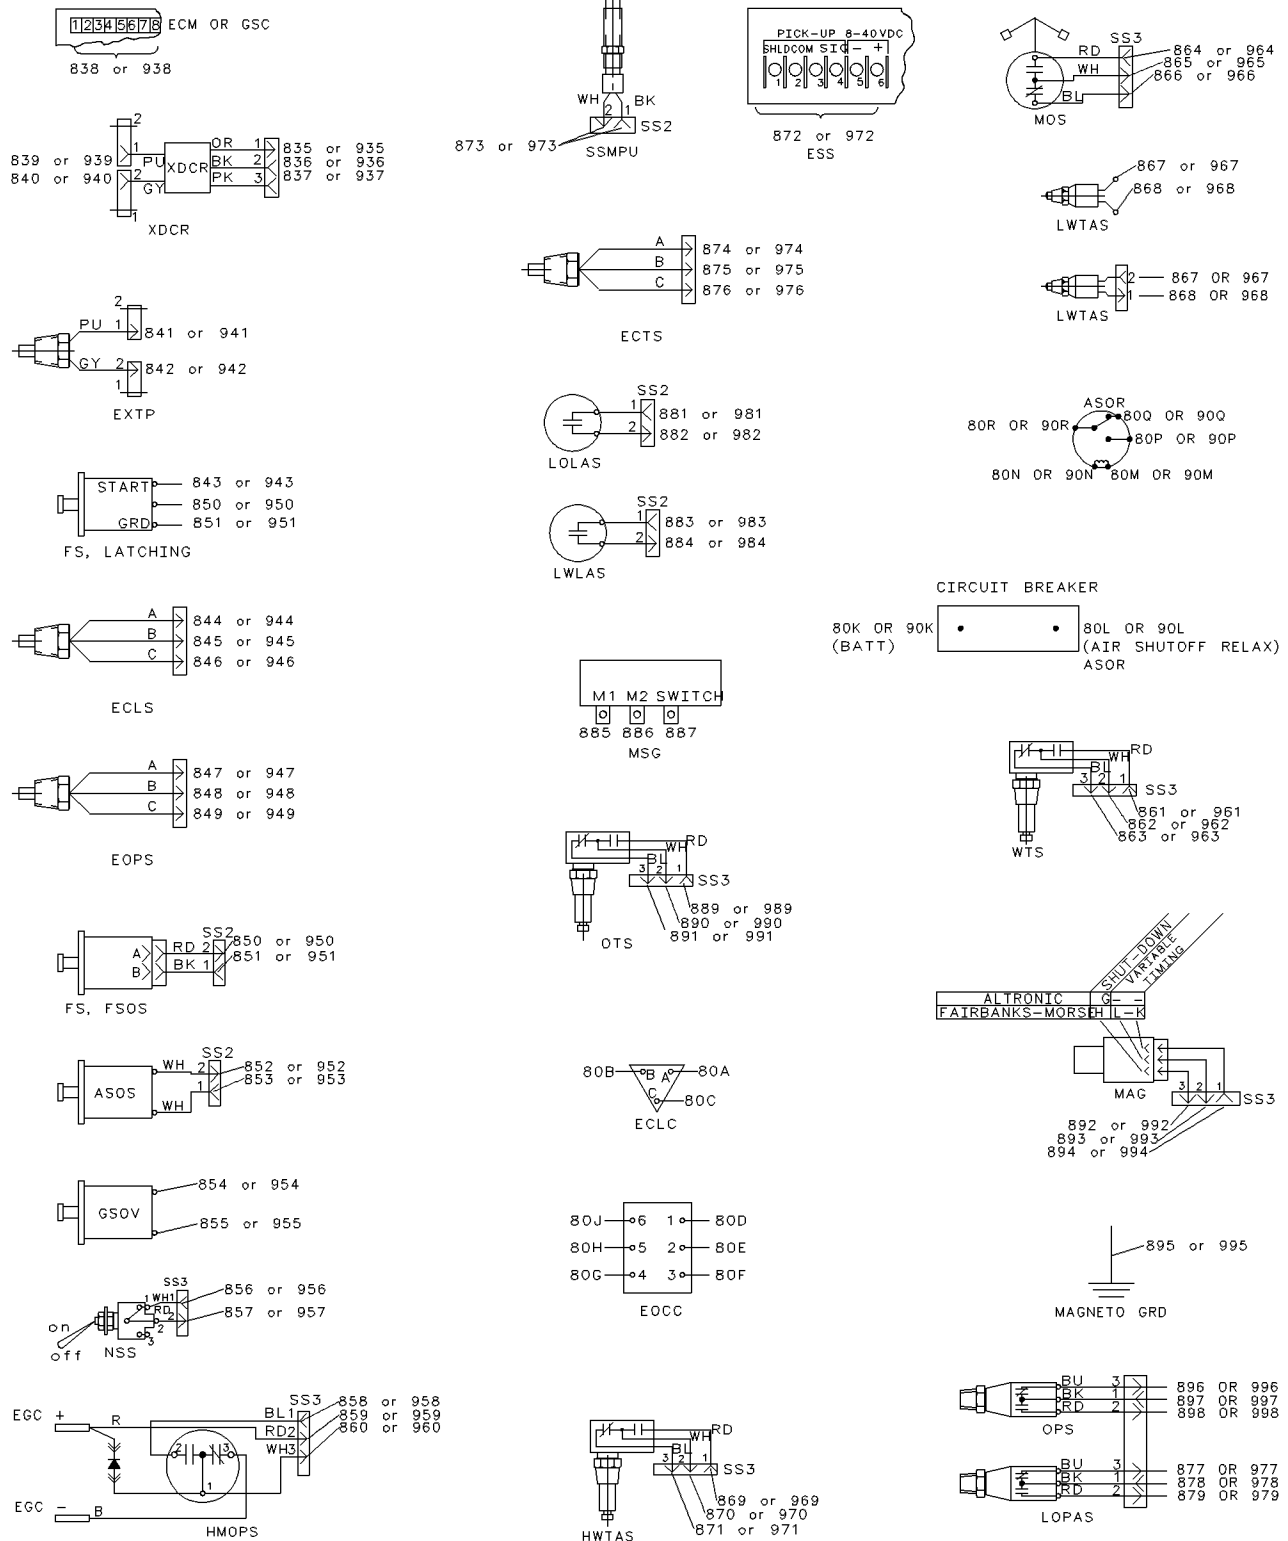 12345678 ECM OR GSC
838 or 938
2
839 or 939
1
PU
840 or 940
2
GY
1
XDCR
OR 1 835 or 935
BK 2 836 or 936
PK 3 837 or 937
XDCR
2
PU 1 841 or 941
GY 2 842 or 942
1
EXTP
START 843 or 943
850 or 950
GRD 851 or 951
FS, LATCHING
A 844 or 944
B 845 or 945
C 846 or 946
ECLS
A 847 or 947
B 848 or 948
C 849 or 949
EOPS
SS2
A RD 2 850 or 950
B BK 1 851 or 951
FS, FSOS
SS2
WH 2 852 or 952
ASOS
1 853 or 953
WH
854 or 954
GSOV
855 or 955
SS3
1 WH1 856 or 956
RD 2 857 or 957
2
3
on
off
NSS
SS3
EGC + R
BL1 858 or 958
RD2 859 or 959
WH3 860 or 960
2 3
1
EGC - B
HMOPS
WH BK
2 1
SS2
873 or 973
SSMPU
A 874 or 974
B 875 or 975
C 876 or 976
ECTS
SS2
1 881 or 981
2 882 or 982
LOLAS
SS2
1 883 or 983
2 884 or 984
LWLAS
M1 M2 SWITCH
885 886 887
MSG
RD
WH
BL
3 2 1
SS3
889 or 989
890 or 990
891 or 991
OTS
80B B A 80A
C 80C
ECLC
80J 6 1 80D
80H 5 2 80E
80G 4 3 80F
EOCC
RD
WH
BL
3 2 1
SS3
869 or 969
870 or 970
871 or 971
HWTAS
PICK-UP 8-40VDC
SHLD COM SIG - +
1 2 3 4 5 6
872 or 972
ESS
SS3
RD 864 or 964
WH 865 or 965
BL 866 or 966
MOS
867 or 967
868 or 968
LWTAS
2 867 OR 967
1 868 OR 968
LWTAS
ASOR
80Q OR 90Q
80R OR 90R
80P OR 90P
80N OR 90N 80M OR 90M
CIRCUIT BREAKER
80K OR 90K
(BATT)
80L OR 90L
(AIR SHUTOFF RELAX)
ASOR
RD
WH
BL
3 2 1
SS3
861 or 961
862 or 962
863 or 963
WTS
SHUT-DOWN
VARIABLE
TIMING
ALTRONIC G - -
FAIRBANKS-MORSE H L-K
MAG
3 2 1
SS3
892 or 992
893 or 993
894 or 994
895 or 995
MAGNETO GRD
BU 3 896 OR 996
BK 1 897 OR 997
RD 2 898 OR 998
OPS
BU 3 877 OR 977
BK 1 878 OR 978
RD 2 879 OR 979
LOPAS